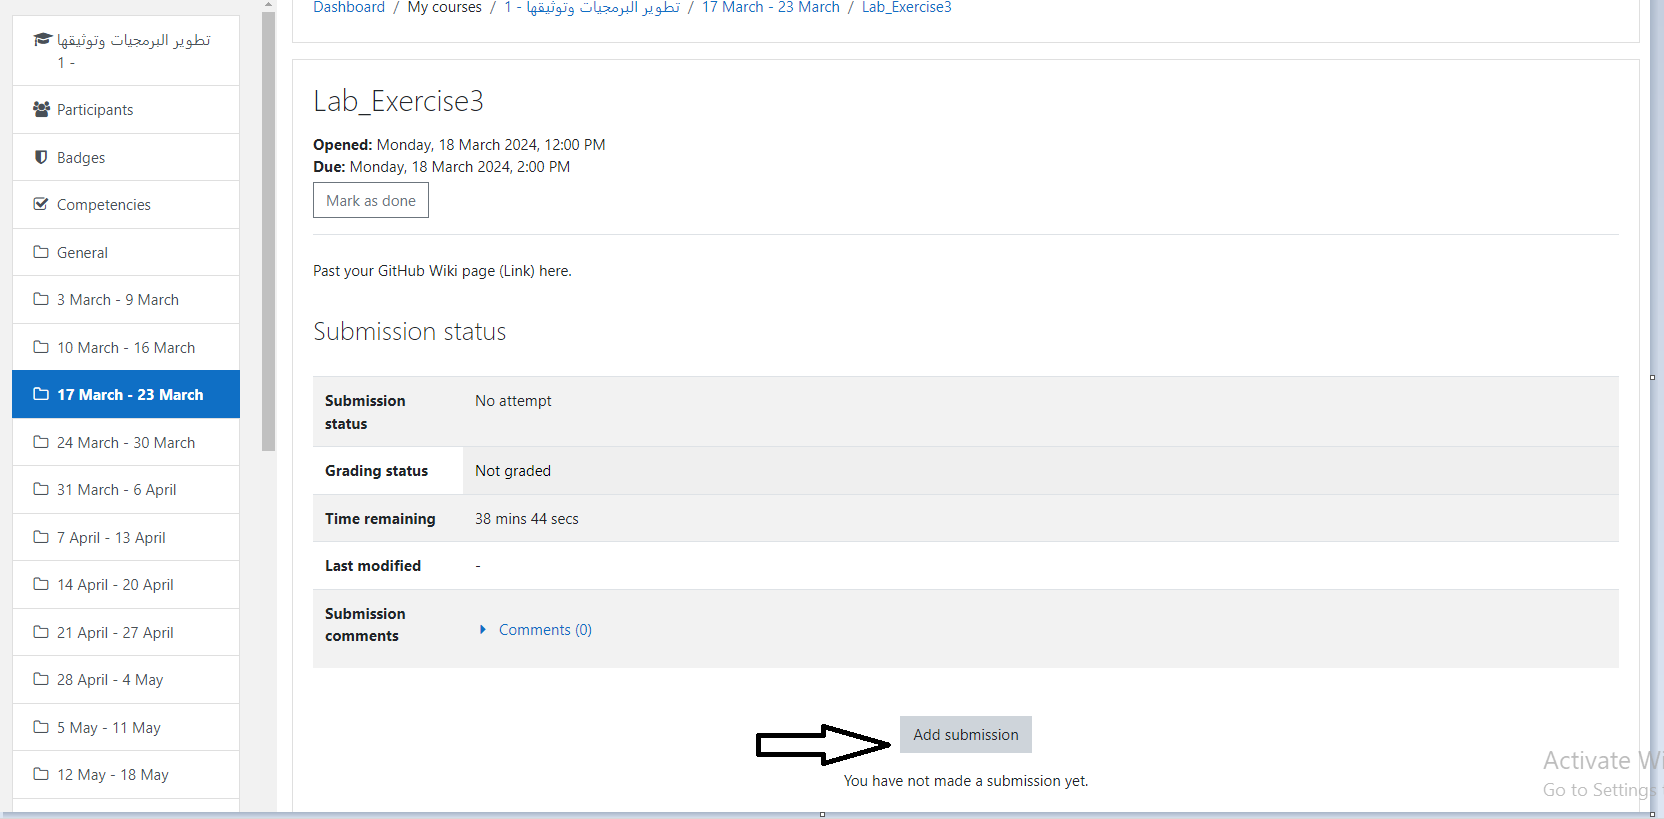 Dashboard / My courses / تطوير البرمجيات وتوثيقها - 1 / 17 March - 23 March / Lab_Exercise3
تطوير البرمجيات وتوثيقها
- 1
Participants
Badges
Competencies
General
3 March - 9 March
10 March - 16 March
17 March - 23 March
24 March - 30 March
31 March - 6 April
7 April - 13 April
14 April - 20 April
21 April - 27 April
28 April - 4 May
5 May - 11 May
12 May - 18 May
Lab_Exercise3
Opened: Monday, 18 March 2024, 12:00 PM
Due: Monday, 18 March 2024, 2:00 PM
Mark as done
Past your GitHub Wiki page (Link) here.
Submission status
Submission status No attempt
Grading status Not graded
Time remaining 38 mins 44 secs
Last modified -
Submission comments Comments (0)
Add submission
You have not made a submission yet.
Activate
Go to Settings